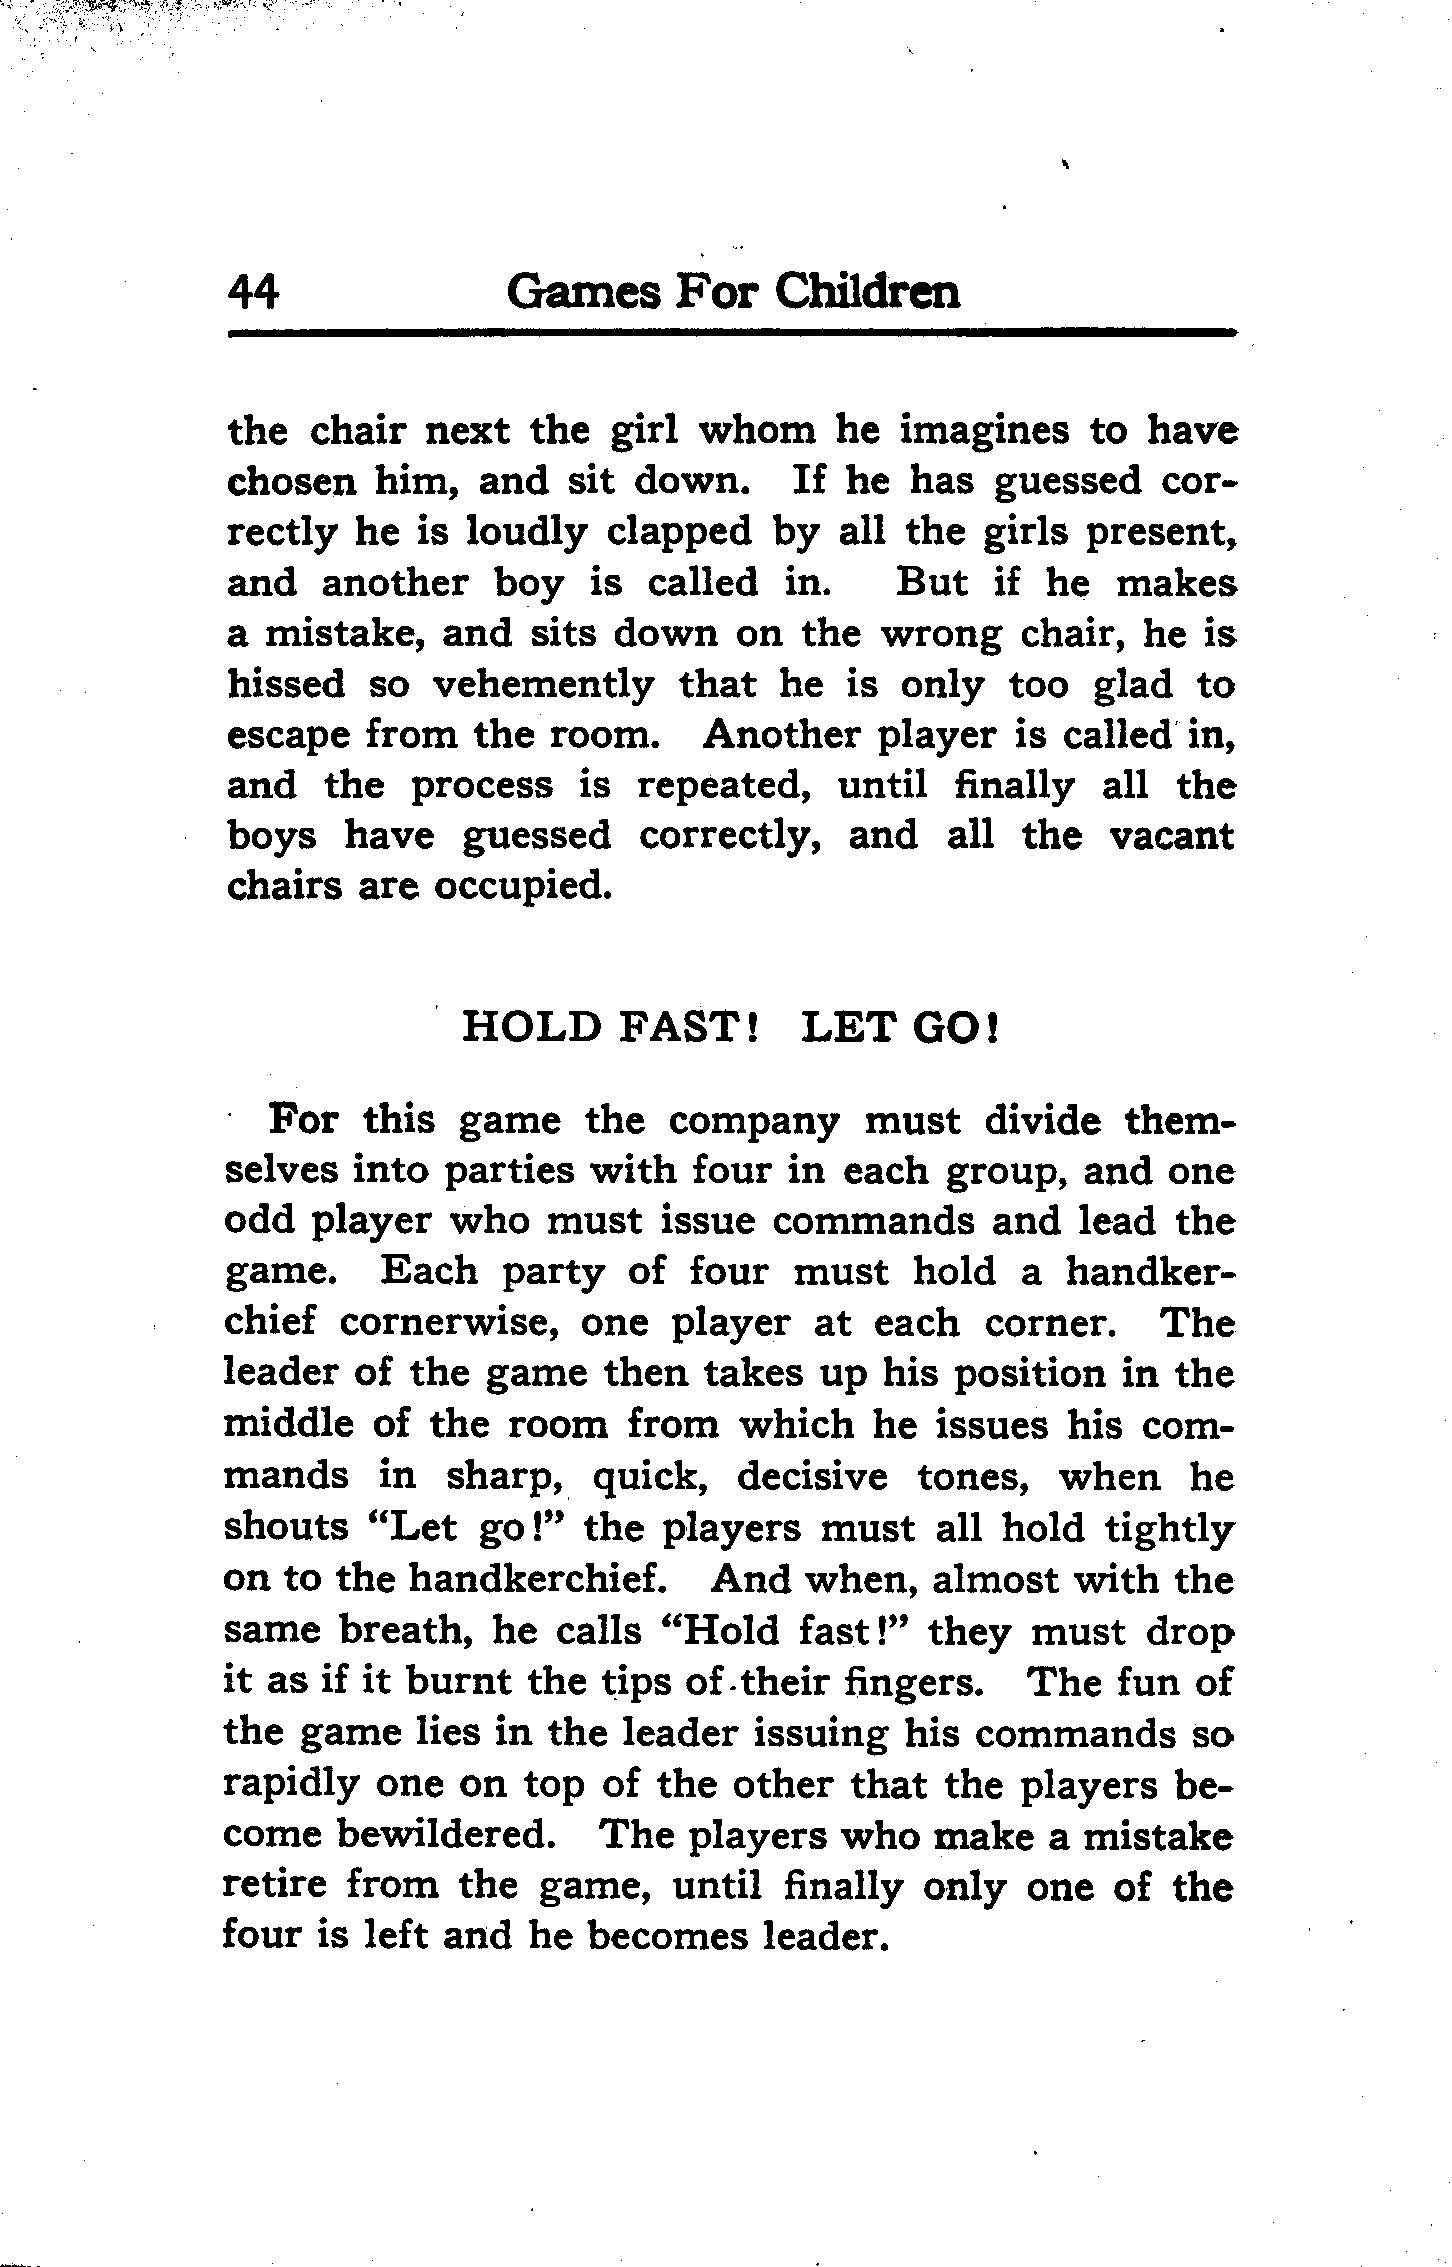 44 Games For Children
the chair next the girl whom he imagines to have
chosen him, and sit down. If he has guessed cor-
rectly he is loudly clapped by all the girls present,
and another boy is called in. But if he makes
a mistake, and sits down on the wrong chair, he is
hissed so vehemently that he is only too glad to
escape from the room. Another player is called in,
and the process is repeated, until finally all the
boys have guessed correctly, and all the vacant
chairs are occupied.
HOLD FAST! LET GO!
For this game the company must divide them-
selves into parties with four in each group, and one
odd player who must issue commands and lead the
game. Each party of four must hold a handker-
chief cornerwise, one player at each corner. The
leader of the game then takes up his position in the
middle of the room from which he issues his com-
mands in sharp, quick, decisive tones, when he
shouts “Let go!” the players must all hold tightly
on to the handkerchief. And when, almost with the
same breath, he calls “Hold fast!” they must drop
it as if it burnt the tips of their fingers. The fun of
the game lies in the leader issuing his commands so
rapidly one on top of the other that the players be-
come bewildered. The players who make a mistake
retire from the game, until finally only one of the
four is left and he becomes leader.